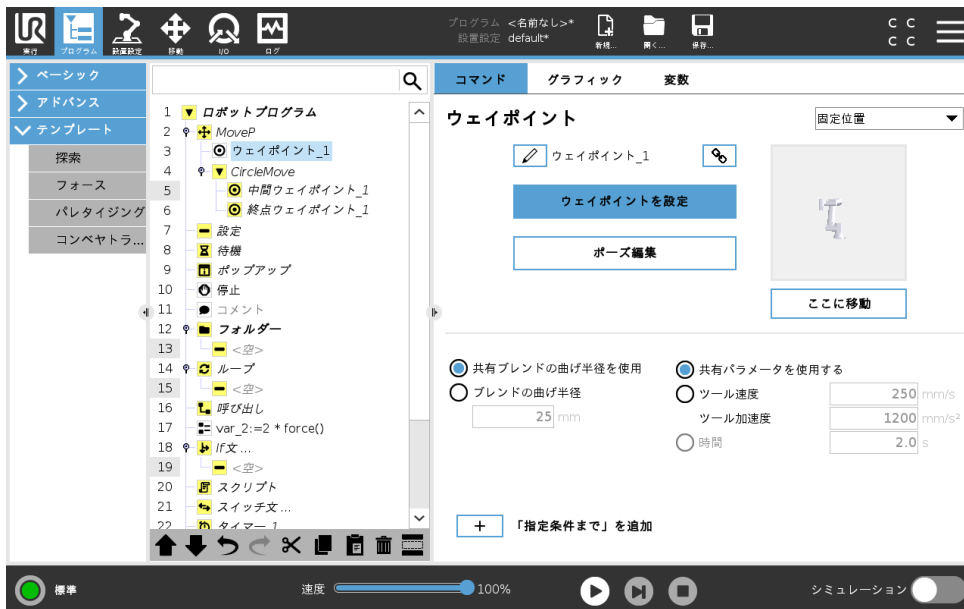 UR
実行
プログラム
設置設定
移動
I/O
ログ
プログラム <名前なし>*
設置設定 default*
新規...
開く...
保存...
C C
C C
ベーシック
アドバンス
テンプレート
探索
フォース
パレタイジング
コンベヤトラ...
1 ロボットプログラム
2 MoveP
3 ウェイポイント_1
4 CircleMove
5 中間ウェイポイント_1
6 終点ウェイポイント_1
7 設定
8 待機
9 ポップアップ
10 停止
11 コメント
12 フォルダー
13 <空>
14 ループ
15 <空>
16 呼び出し
17 var_2:=2 * force()
18 If文 ...
19 <空>
20 スクリプト
21 スイッチ文...
22 タイマー_1
コマンド グラフィック 変数
ウェイポイント
固定位置
ウェイポイント_1
ウェイポイントを設定
ポーズ編集
ここに移動
共有ブレンドの曲げ半径を使用
ブレンドの曲げ半径
25 mm
共有パラメータを使用する
ツール速度 250 mm/s
ツール加速度 1200 mm/s²
時間 2.0 s
+ 「指定条件まで」を追加
標準
速度 100%
シミュレーション